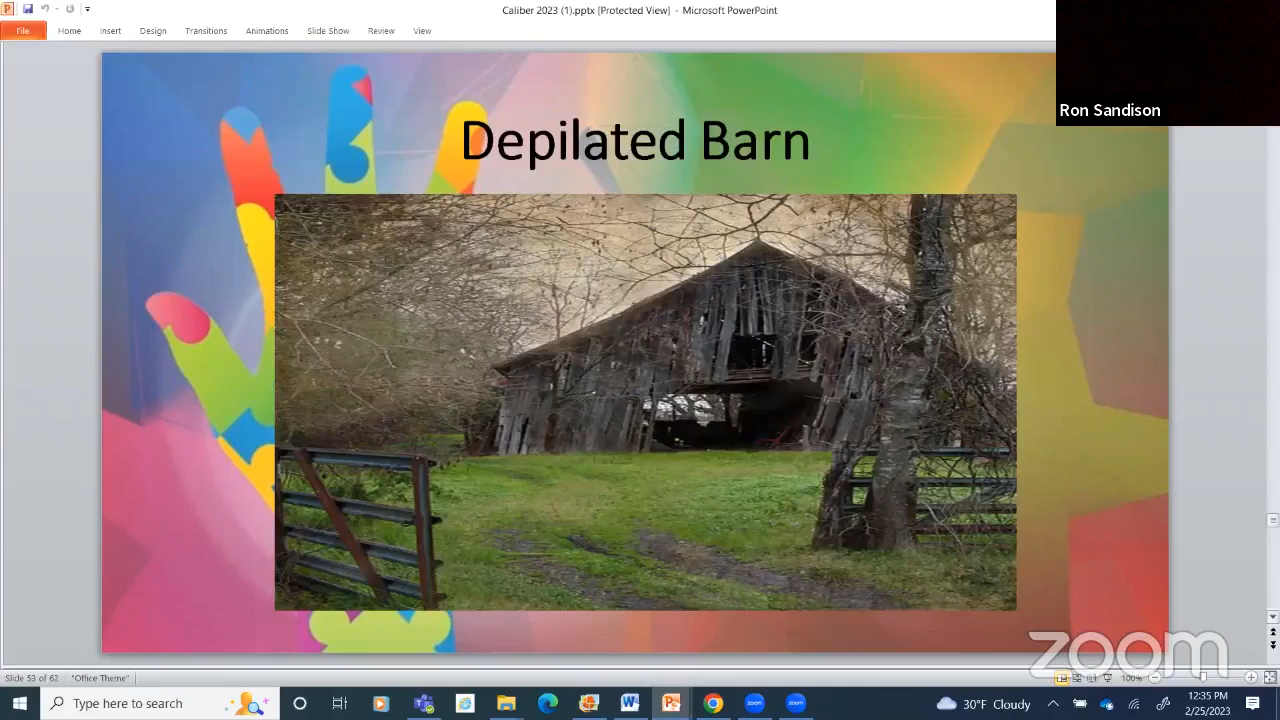 Caliber 2023 (1).pptx [Protected View] - Microsoft PowerPoint
File Home Insert Design Transitions Animations Slide Show Review View
Ron Sandison
Depilated Barn
zoom
Slide 53 of 62 "Office Theme" 100%
Type here to search
zoom zoom
30°F Cloudy
12:35 PM
2/25/2023